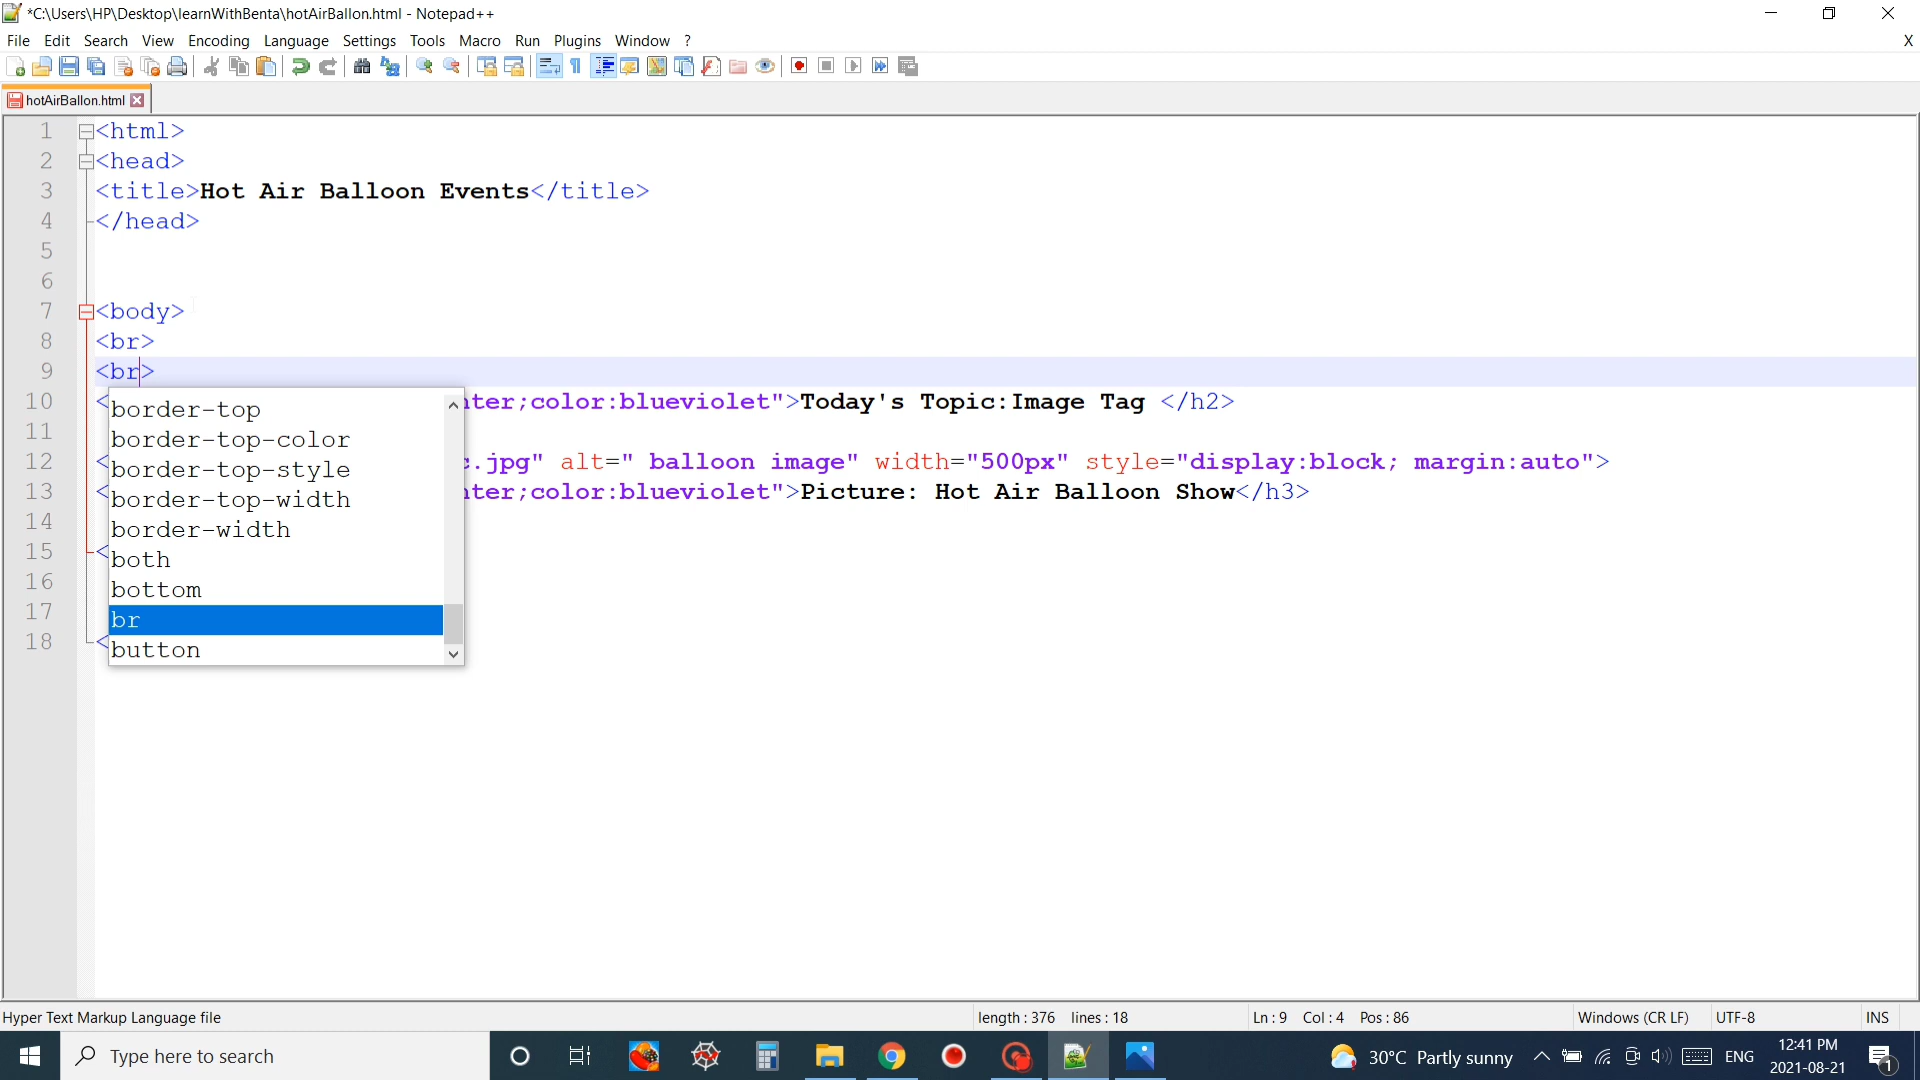 *C:\Users\HP\Desktop\learnWithBenta\hotAirBallon.html - Notepad++
File Edit Search View Encoding Language Settings Tools Macro Run Plugins Window ? X
hotAirBallon.html
1 <html>
2 <head>
3 <title>Hot Air Balloon Events</title>
4 </head>
5
6
7 <body>
8 <br>
9 <br>
10 < nter;color:blueviolet">Today's Topic:Image Tag </h2>
11
12 < c.jpg" alt=" balloon image" width="500px" style="display:block; margin:auto">
13 < nter;color:blueviolet">Picture: Hot Air Balloon Show</h3>
14
15 <
16
17
18 <
border-top
border-top-color
border-top-style
border-top-width
border-width
both
bottom
br
button
Hyper Text Markup Language file length : 376 lines : 18 Ln : 9 Col : 4 Pos : 86 Windows (CR LF) UTF-8 INS
Type here to search 30°C Partly sunny ENG 12:41 PM
2021-08-21
1